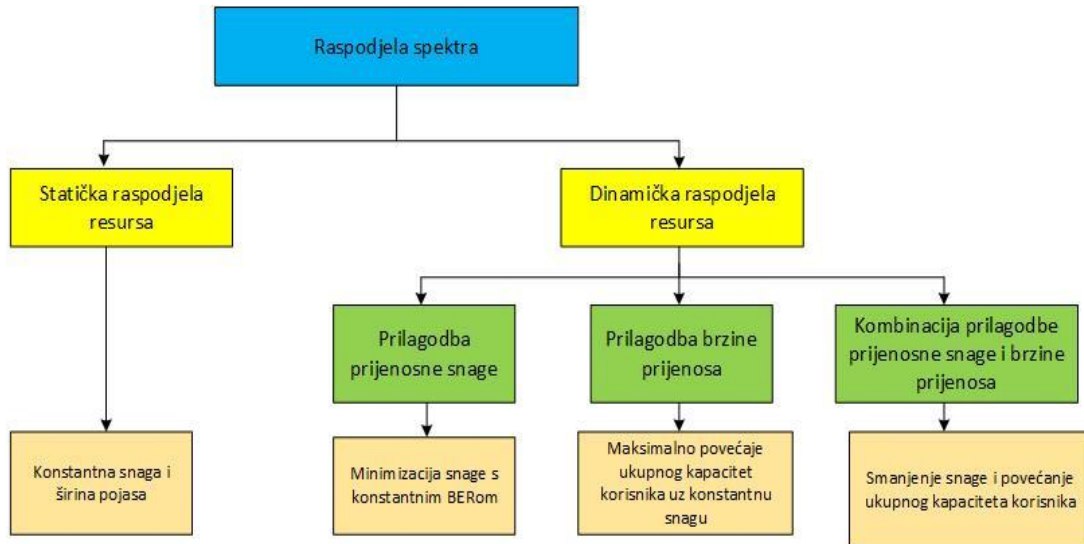 Raspodjela spektra
Statička raspodjela
resursa
Dinamička raspodjela
resursa
Prilagodba
prijenosne snage
Prilagodba brzine
prijenosa
Kombinacija prilagodbe
prijenosne snage i brzine
prijenosa
Konstantna snaga i
širina pojasa
Minimizacija snage s
konstantnim BERom
Maksimalno povećaje
ukupnog kapacitet
korisnika uz konstantnu
snagu
Smanjenje snage i povećanje
ukupnog kapaciteta korisnika